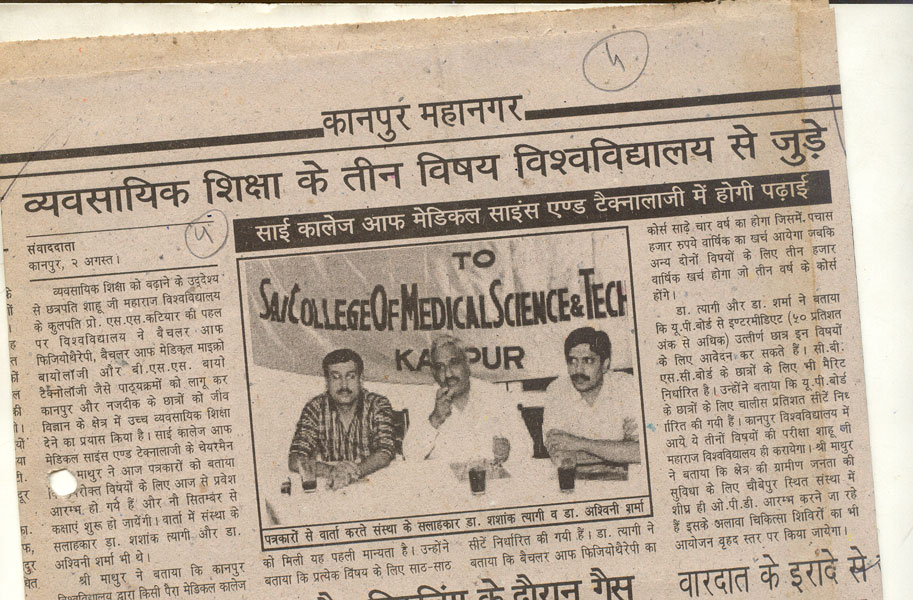 ५
कानपुर महानगर
व्यवसायिक शिक्षा के तीन विषय विश्वविद्यालय से जुड़े
साई कालेज आफ मेडिकल साइंस एण्ड टैक्नालाजी में होगी पढ़ाई
५
संवाददाता
कानपुर, २ अगस्त।
व्यवसायिक शिक्षा को बढ़ाने के उद्देश्य
से छत्रपति शाहू जी महाराज विश्वविद्यालय
के कुलपति प्रो. एस.एस.कटियार की पहल
पर विश्वविद्यालय ने बैचलर आफ
फिजियोथैरेपी, बैचलर आफ मेडिकल माइक्रो
बायोलॉजी और बी.एस.एस. बायो
टैक्नोलॉजी जैसे पाठ्यक्रमों को लागू कर
कानपुर और नजदीक के छात्रों को जीव
विज्ञान के क्षेत्र में उच्च व्यवसायिक शिक्षा
देने का प्रयास किया है। साई कालेज आफ
मेडिकल साइंस एण्ड टैक्नालाजी के चेयरमैन
माथुर ने आज पत्रकारों को बताया
विषयों के लिए आज से प्रवेश
आरम्भ हो गये हैं और नौ सितम्बर से
कक्षाएं शुरू हो जायेंगी। वार्ता में संस्था के
सलाहकार डा. शशांक त्यागी और डा.
अश्विनी शर्मा भी थे।
श्री माथुर ने बताया कि कानपुर
विश्वविद्यालय द्वारा किसी पैरा मेडिकल कालेज
TO
SAI COLLEGE OF MEDICAL SCIENCE & TECH
KANPUR
पत्रकारों से वार्ता करते संस्था के सलाहकार डा. शशांक त्यागी व डा. अश्विनी शर्मा
को मिली यह पहली मान्यता है। उन्होंने
बताया कि प्रत्येक विषय के लिए साठ-साठ
सीटें निर्धारित की गयी हैं। डा. त्यागी ने
बताया कि बैचलर आफ फिजियोथैरेपी का
कोर्स साढ़े चार वर्ष का होगा जिसमें पचास
हजार रुपये वार्षिक का खर्च आयेगा जबकि
अन्य दोनों विषयों के लिए तीन हजार
वार्षिक खर्च होगा जो तीन वर्ष के कोर्स
होंगे।
डा. त्यागी और डा. शर्मा ने बताया
कि यू.पी.बोर्ड से इण्टरमीडिएट (५० प्रतिशत
अंक से अधिक) उत्तीर्ण छात्र इन विषयों
के लिए आवेदन कर सकते हैं। सी.बी.
एस.सी.बोर्ड के छात्रों के लिए भी मैरिट
निर्धारित है। उन्होंने बताया कि यू.पी.बोर्ड
के छात्रों के लिए चालीस प्रतिशत सीटें निध
र्गरित की गयी हैं। कानपुर विश्वविद्यालय में
आये ये तीनों विषयों की परीक्षा शाहू जी
महाराज विश्वविद्यालय ही करायेगा। श्री माथुर
ने बताया कि क्षेत्र की ग्रामीण जनता की
सुविधा के लिए चौबेपुर स्थित संस्था में
शीघ्र ही ओ.पी.डी. आरम्भ करने जा रहे
हैं इसके अलावा चिकित्सा शिविरों का भी
आयोजन वृहद स्तर पर किया जायेगा।
के दौरान गैस
वारदात के इरादे से